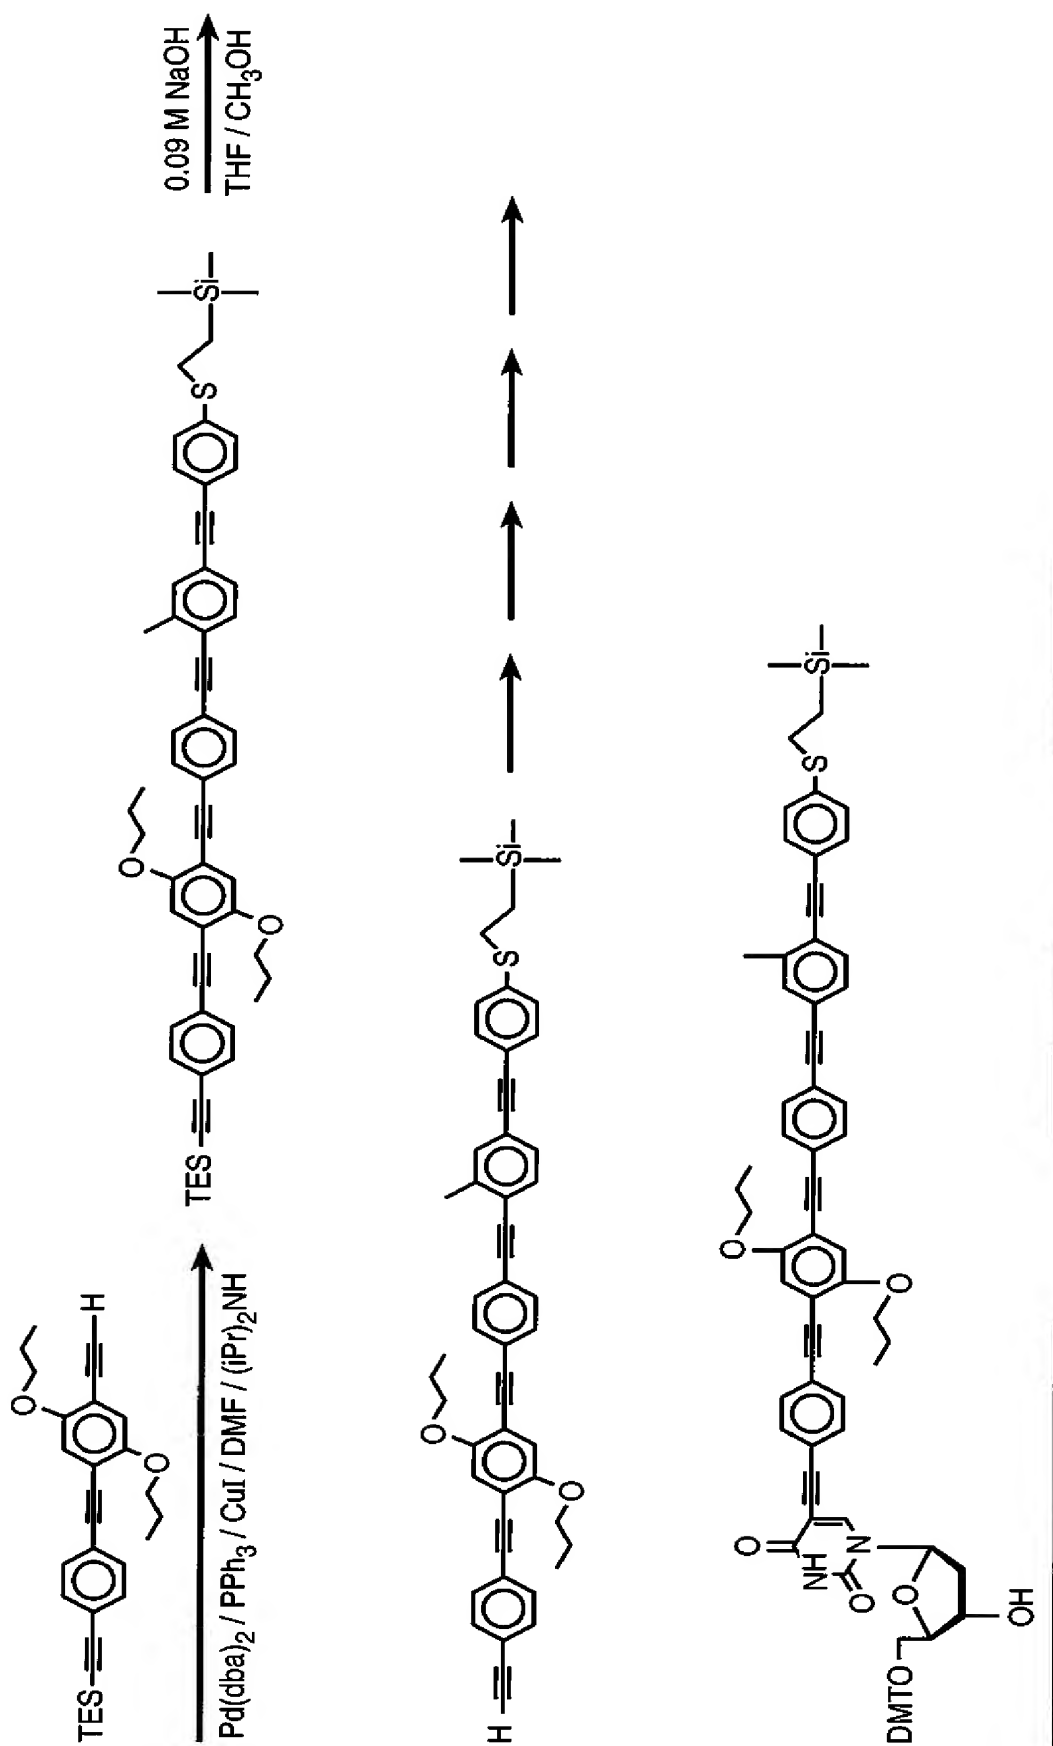 O
TES H
O
Pd(dba)₂ / PPh₃ / CuI / DMF / (iPr)₂NH
O
TES S Si
O
0.09 M NaOH
THF / CH₃OH
O
H S Si
O
O
O NH N O
O
O S Si
DMTO
OH